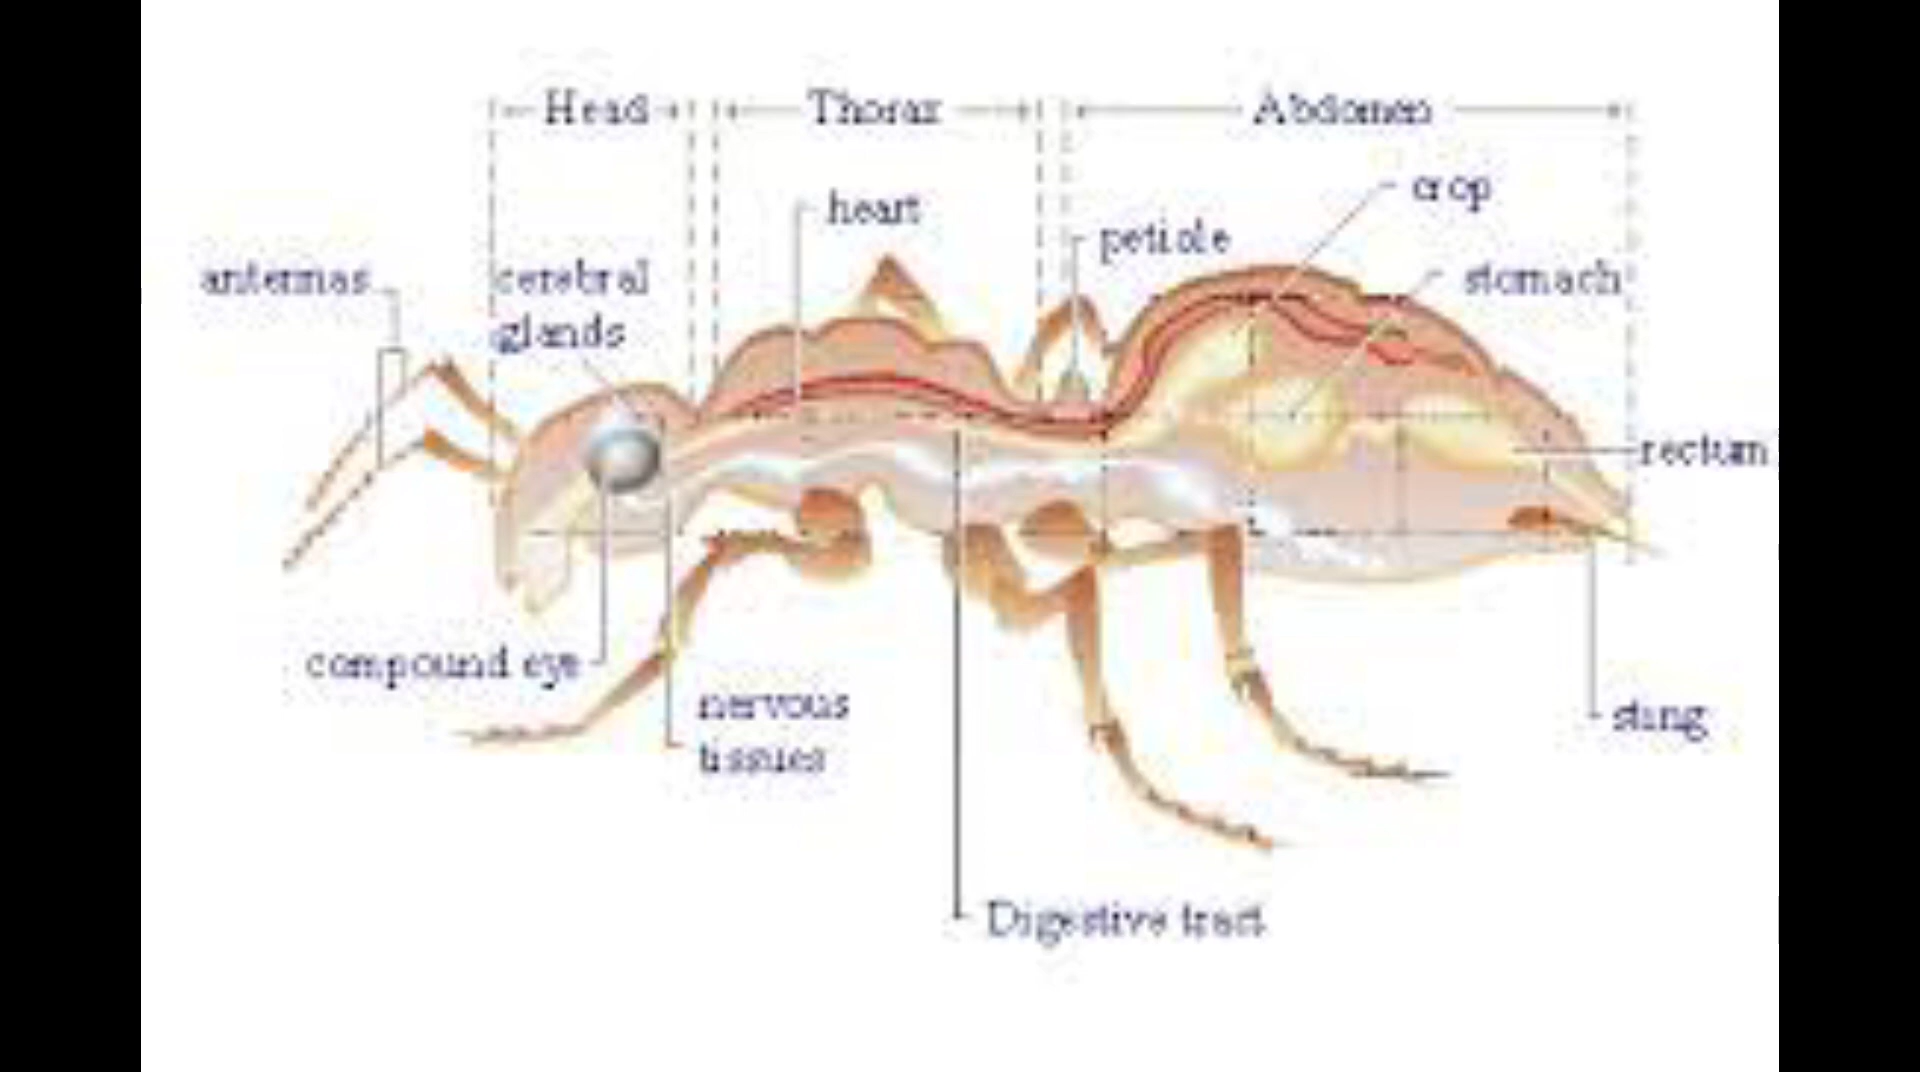 Head
Thorax
Abdomen
crop
heart
petiole
antennas
cerebral
glands
stomach
rectum
compound eye
nervous
tissues
sting
Digestive tract